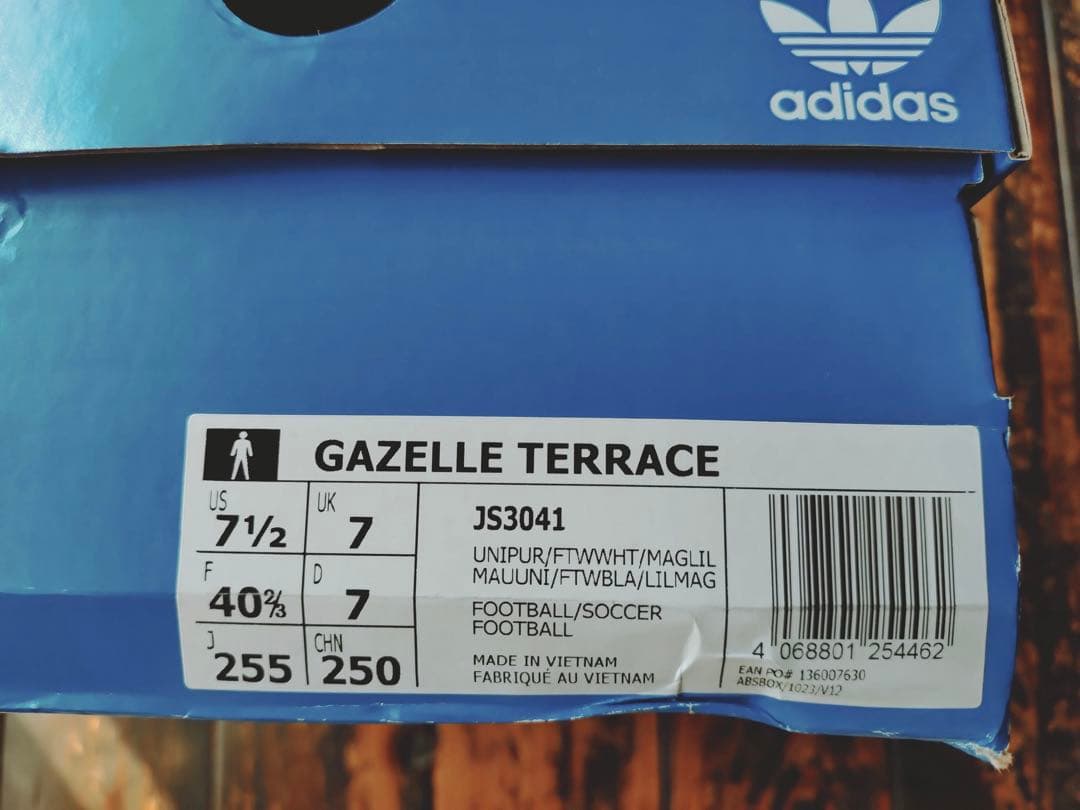 adidas
GAZELLE TERRACE
US
7½
UK
7
F
40⅔
D
7
J
255
CHN
250
JS3041
UNIPUR/FTWWHT/MAGLIL
MAUUNI/FTWBLA/LILMAG
FOOTBALL/SOCCER
FOOTBALL
MADE IN VIETNAM
FABRIQUÉ AU VIETNAM
4 068801 254462
EAN PO# 136007630
ABSBOX/1023/V12